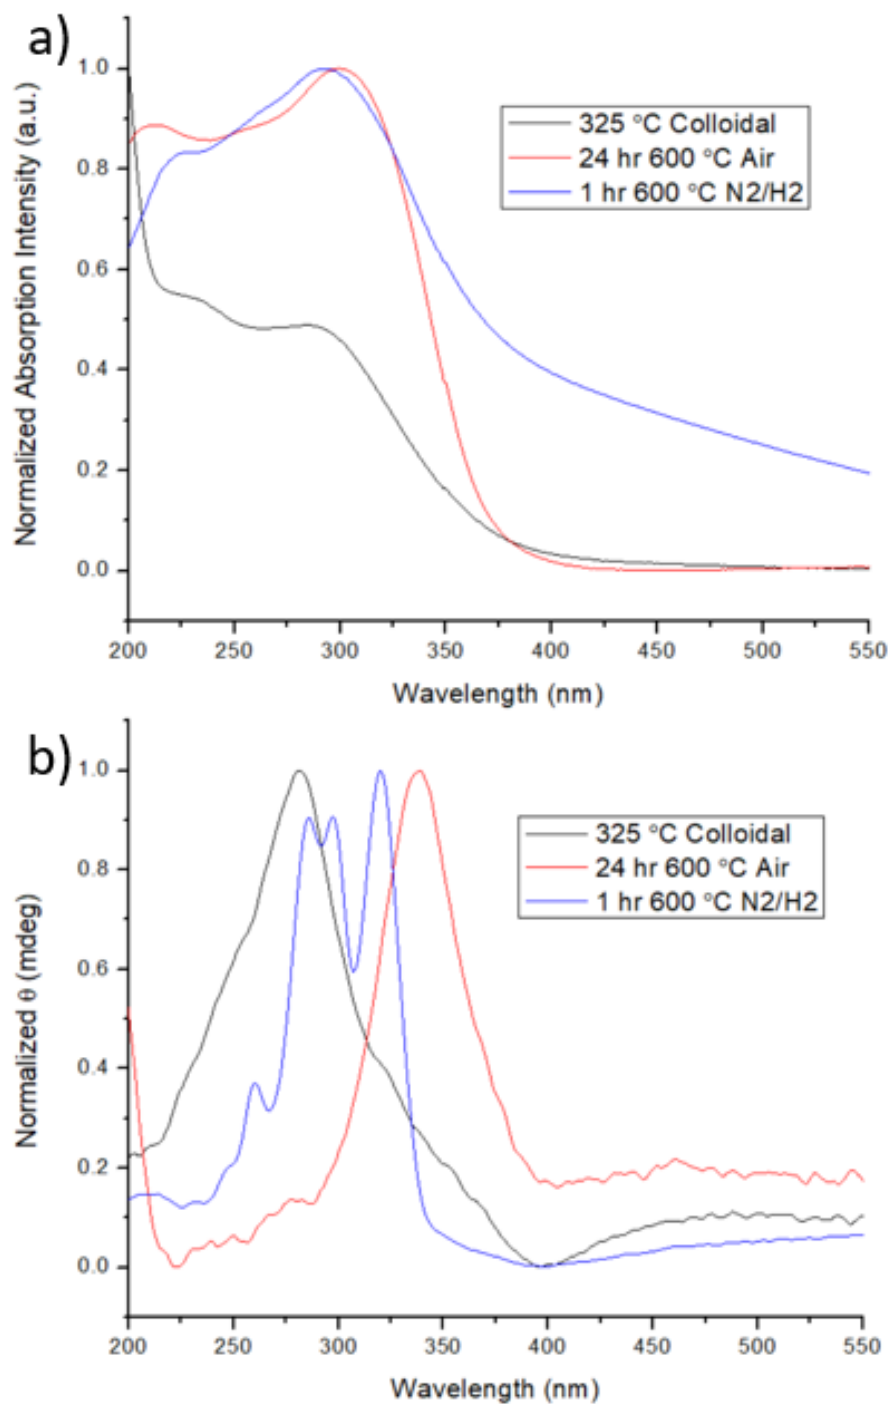 a)
Normalized Absorption Intensity (a.u.)
1.0
0.8
0.6
0.4
0.2
0.0
325 °C Colloidal
24 hr 600 °C Air
1 hr 600 °C N2/H2
200 250 300 350 400 450 500 550
Wavelength (nm)
b)
Normalized θ (mdeg)
1.0
0.8
0.6
0.4
0.2
0.0
325 °C Colloidal
24 hr 600 °C Air
1 hr 600 °C N2/H2
200 250 300 350 400 450 500 550
Wavelength (nm)